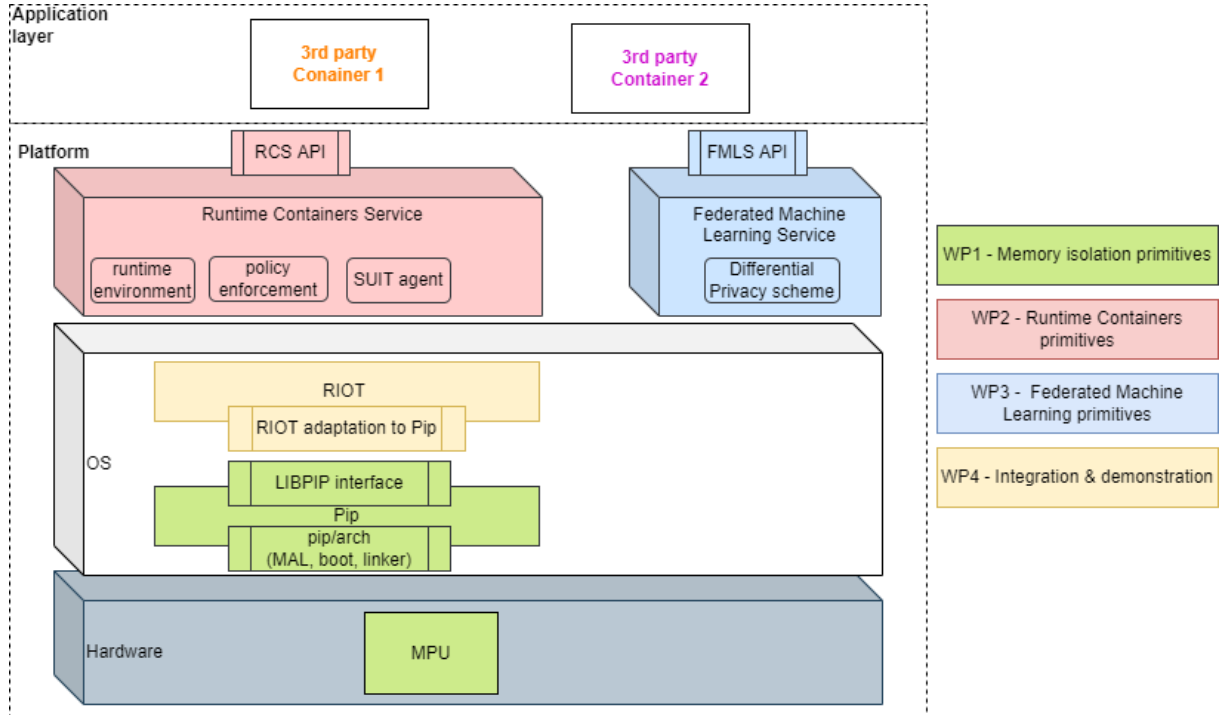 Application
layer
3rd party
Conainer 1
3rd party
Container 2
Platform
RCS API
FMLS API
Runtime Containers Service
runtime
environment
policy
enforcement
SUIT agent
Federated Machine
Learning Service
Differential
Privacy scheme
WP1 - Memory isolation primitives
WP2 - Runtime Containers
primitives
WP3 - Federated Machine
Learning primitives
WP4 - Integration & demonstration
OS
RIOT
RIOT adaptation to Pip
LIBPIP interface
Pip
pip/arch
(MAL, boot, linker)
Hardware
MPU